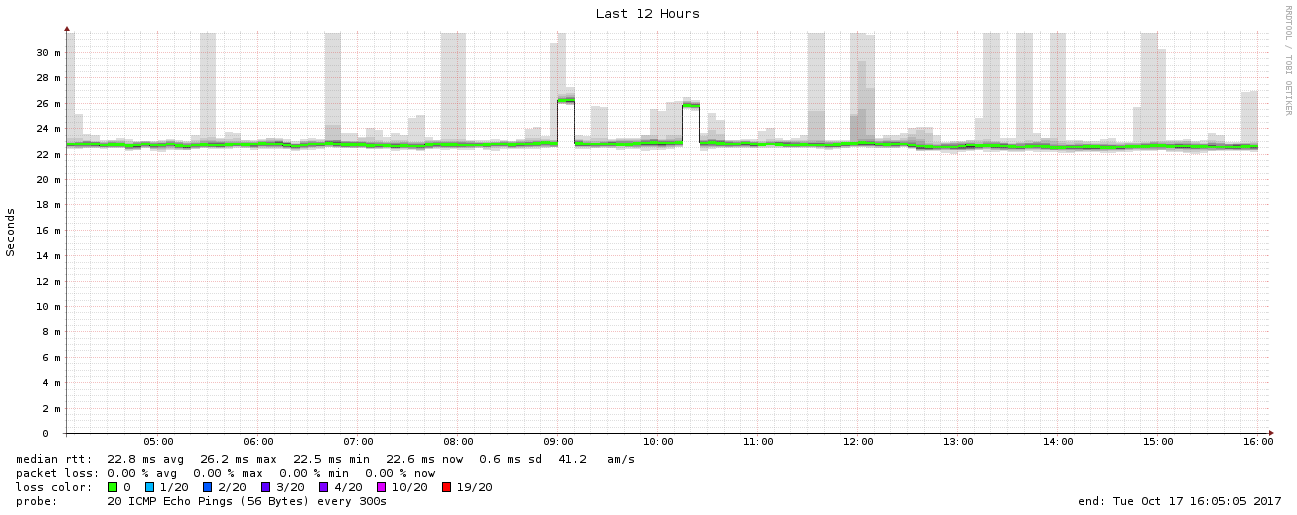 Last 12 Hours
RRDTOOL / TOBI OETIKER
Seconds
30 m
28 m
26 m
24 m
22 m
20 m
18 m
16 m
14 m
12 m
10 m
8 m
6 m
4 m
2 m
0
05:00 06:00 07:00 08:00 09:00 10:00 11:00 12:00 13:00 14:00 15:00 16:00
median rtt: 22.8 ms avg 26.2 ms max 22.5 ms min 22.6 ms now 0.6 ms sd 41.2 am/s
packet loss: 0.00 % avg 0.00 % max 0.00 % min 0.00 % now
loss color: 0 1/20 2/20 3/20 4/20 10/20 19/20
probe: 20 ICMP Echo Pings (56 Bytes) every 300s end: Tue Oct 17 16:05:05 2017